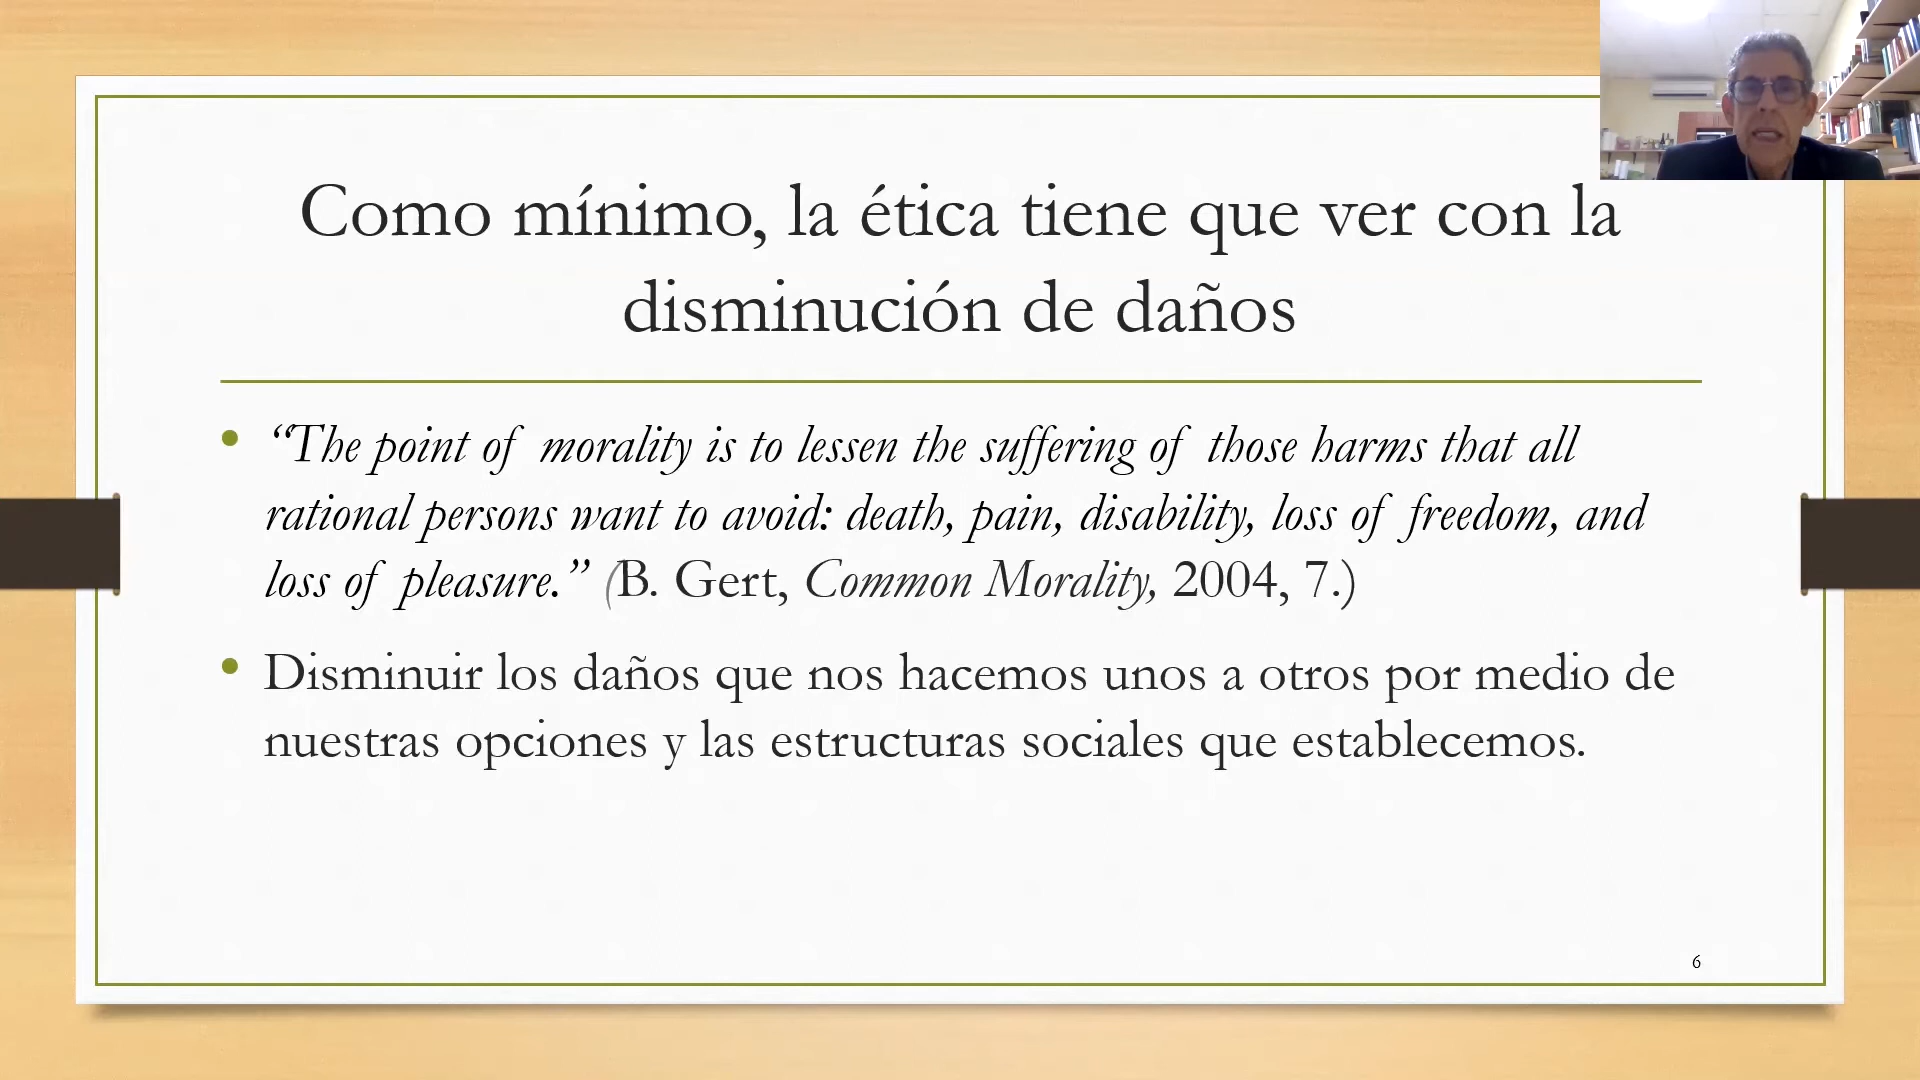 Como mínimo, la ética tiene que ver con la
disminución de daños
• “The point of morality is to lessen the suffering of those harms that all
rational persons want to avoid: death, pain, disability, loss of freedom, and
loss of pleasure.” (B. Gert, Common Morality, 2004, 7.)
• Disminuir los daños que nos hacemos unos a otros por medio de
nuestras opciones y las estructuras sociales que establecemos.
6